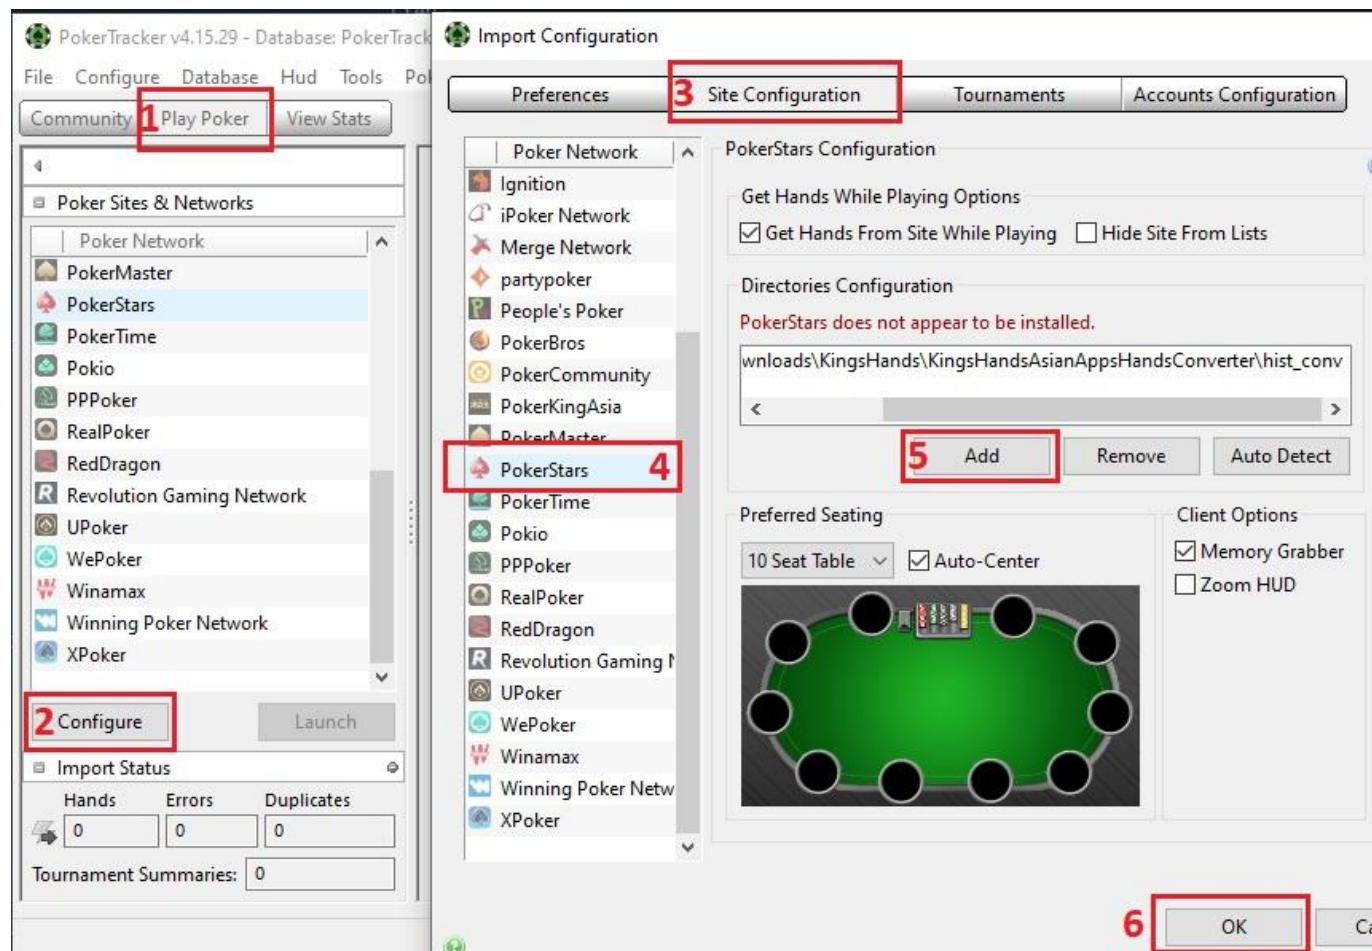 PokerTracker v4.15.29 - Database: PokerTrack
File Configure Database Hud Tools
Community 1 Play Poker View Stats
Poker Sites & Networks
Poker Network
PokerMaster
PokerStars
PokerTime
Pokio
PPPoker
RealPoker
RedDragon
Revolution Gaming Network
UPoker
WePoker
Winamax
Winning Poker Network
XPoker
2 Configure Launch
Import Status
Hands Errors Duplicates
0 0 0
Tournament Summaries: 0
Import Configuration
Preferences 3 Site Configuration Tournaments Accounts Configuration
Poker Network
Ignition
iPoker Network
Merge Network
partypoker
People's Poker
PokerBros
PokerCommunity
PokerKingAsia
PokerMaster
PokerStars 4
PokerTime
Pokio
PPPoker
RealPoker
RedDragon
Revolution Gaming
UPoker
WePoker
Winamax
Winning Poker Netw
XPoker
PokerStars Configuration
Get Hands While Playing Options
Get Hands From Site While Playing Hide Site From Lists
Directories Configuration
PokerStars does not appear to be installed.
wnloads\KingsHands\KingsHandsAsianAppsHandsConverter\hist_conv
5 Add Remove Auto Detect
Preferred Seating
10 Seat Table Auto-Center
Client Options
Memory Grabber
Zoom HUD
6 OK Ca